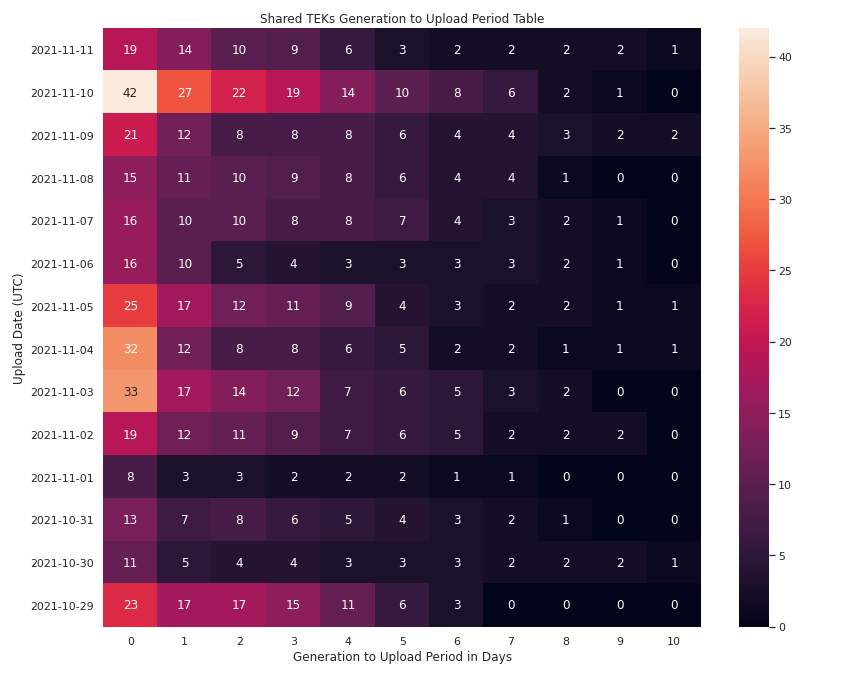 Shared TEKs Generation to Upload Period Table
2021-11-11 19 14 10 9 6 3 2 2 2 2 1
2021-11-10 42 27 22 19 14 10 8 6 2 1 0
2021-11-09 21 12 8 8 8 6 4 4 3 2 2
2021-11-08 15 11 10 9 8 6 4 4 1 0 0
2021-11-07 16 10 10 8 8 7 4 3 2 1 0
2021-11-06 16 10 5 4 3 3 3 3 2 1 0
2021-11-05 25 17 12 11 9 4 3 2 2 1 1
2021-11-04 32 12 8 8 6 5 2 2 1 1 1
2021-11-03 33 17 14 12 7 6 5 3 2 0 0
2021-11-02 19 12 11 9 7 6 5 2 2 2 0
2021-11-01 8 3 3 2 2 2 1 1 0 0 0
2021-10-31 13 7 8 6 5 4 3 2 1 0 0
2021-10-30 11 5 4 4 3 3 3 2 2 2 1
2021-10-29 23 17 17 15 11 6 3 0 0 0 0
0 1 2 3 4 5 6 7 8 9 10
Generation to Upload Period in Days
Upload Date (UTC)
40
35
30
25
20
15
10
5
0